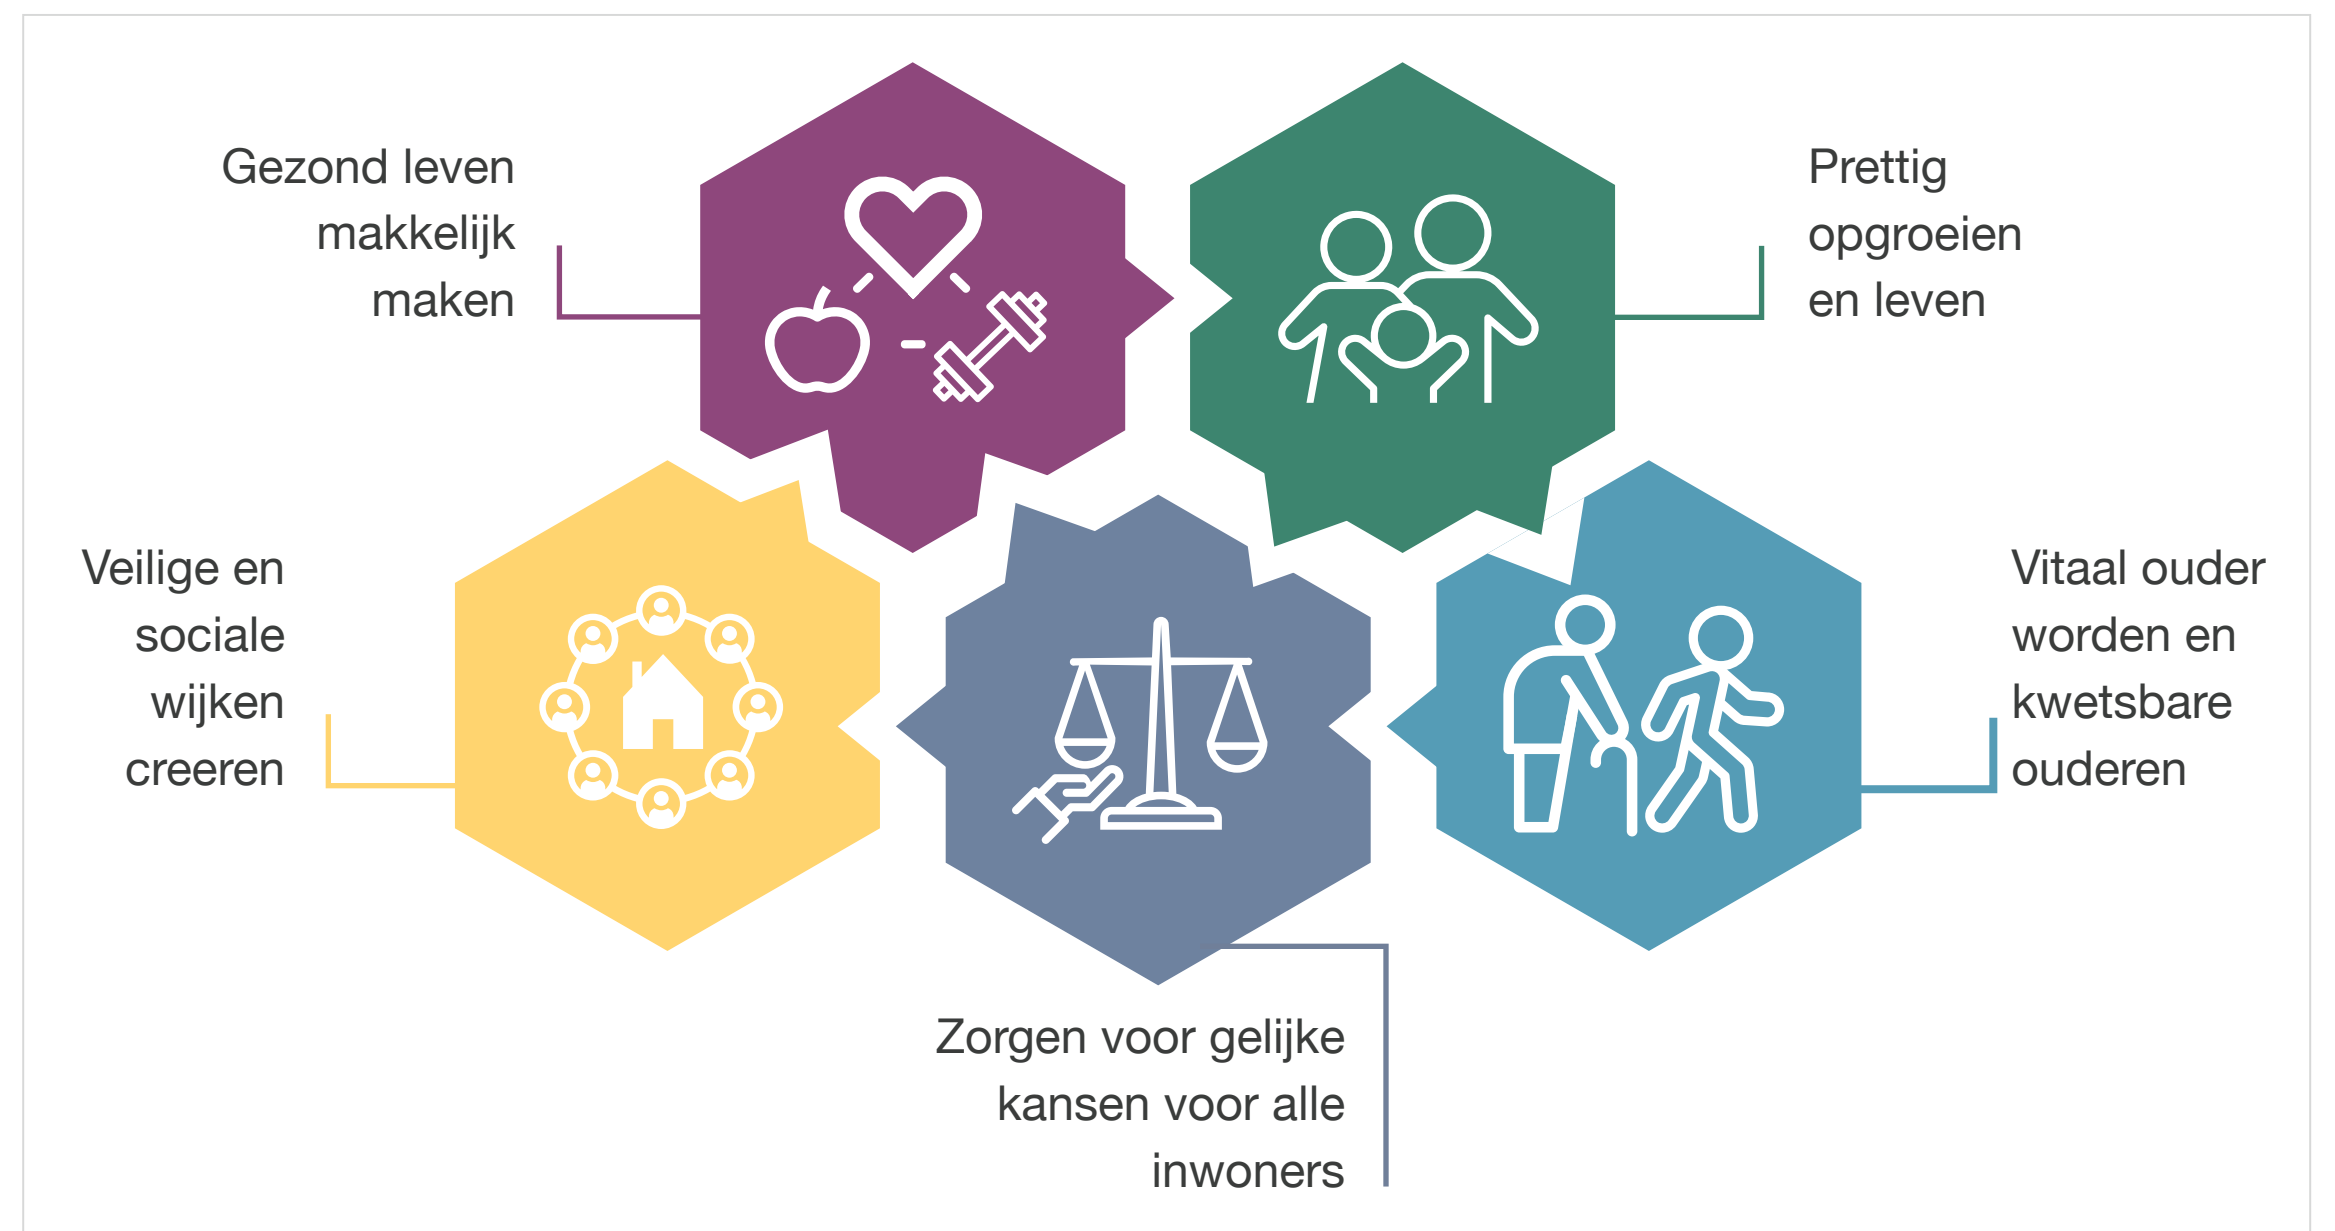 Gezond leven
makkelijk
maken
Prettig
opgroeien
en leven
Veilige en
sociale
wijken
creeren
Vitaal ouder
worden en
kwetsbare
ouderen
Zorgen voor gelijke
kansen voor alle
inwoners